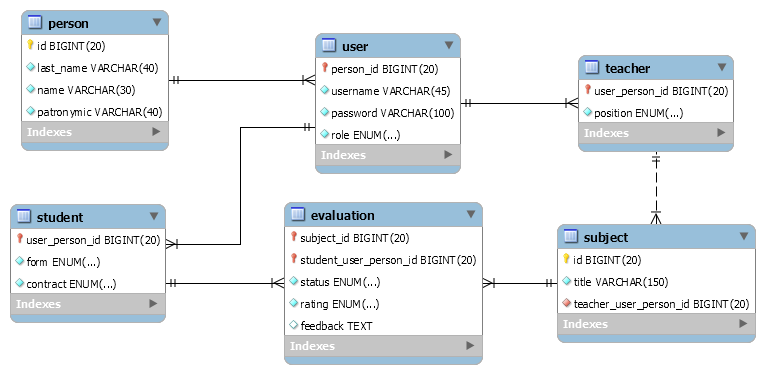 person
id BIGINT(20)
last_name VARCHAR(40)
name VARCHAR(30)
patronymic VARCHAR(40)
Indexes
user
person_id BIGINT(20)
username VARCHAR(45)
password VARCHAR(100)
role ENUM(...)
Indexes
teacher
user_person_id BIGINT(20)
position ENUM(...)
Indexes
student
user_person_id BIGINT(20)
form ENUM(...)
contract ENUM(...)
Indexes
evaluation
subject_id BIGINT(20)
student_user_person_id BIGINT(20)
status ENUM(...)
rating ENUM(...)
feedback TEXT
Indexes
subject
id BIGINT(20)
title VARCHAR(150)
teacher_user_person_id BIGINT(20)
Indexes